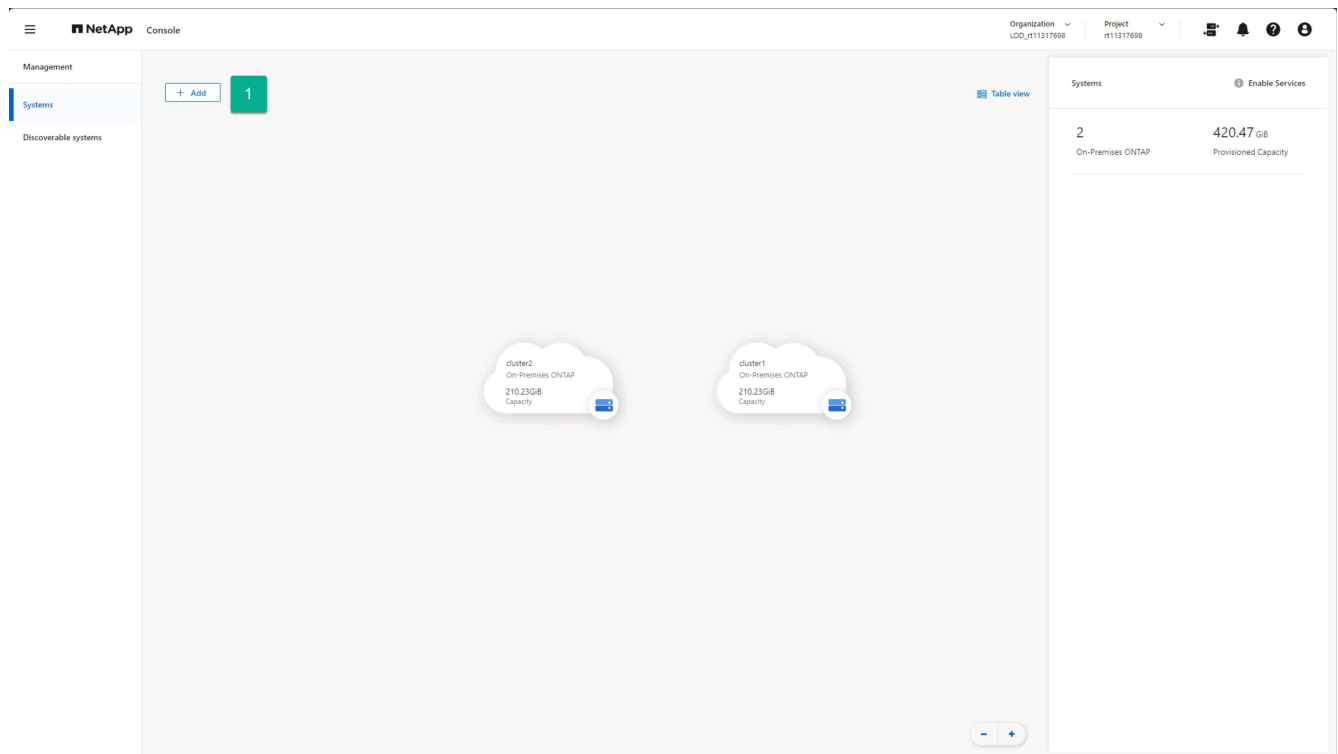 NetApp Console
Organization
LOD_rt11317698
Project
rt11317698
Management
Systems
Discoverable systems
+ Add
1
Table view
Systems
Enable Services
2
On-Premises ONTAP
420.47 GiB
Provisioned Capacity
cluster2
On-Premises ONTAP
210.23GiB
Capacity
cluster1
On-Premises ONTAP
210.23GiB
Capacity
- +